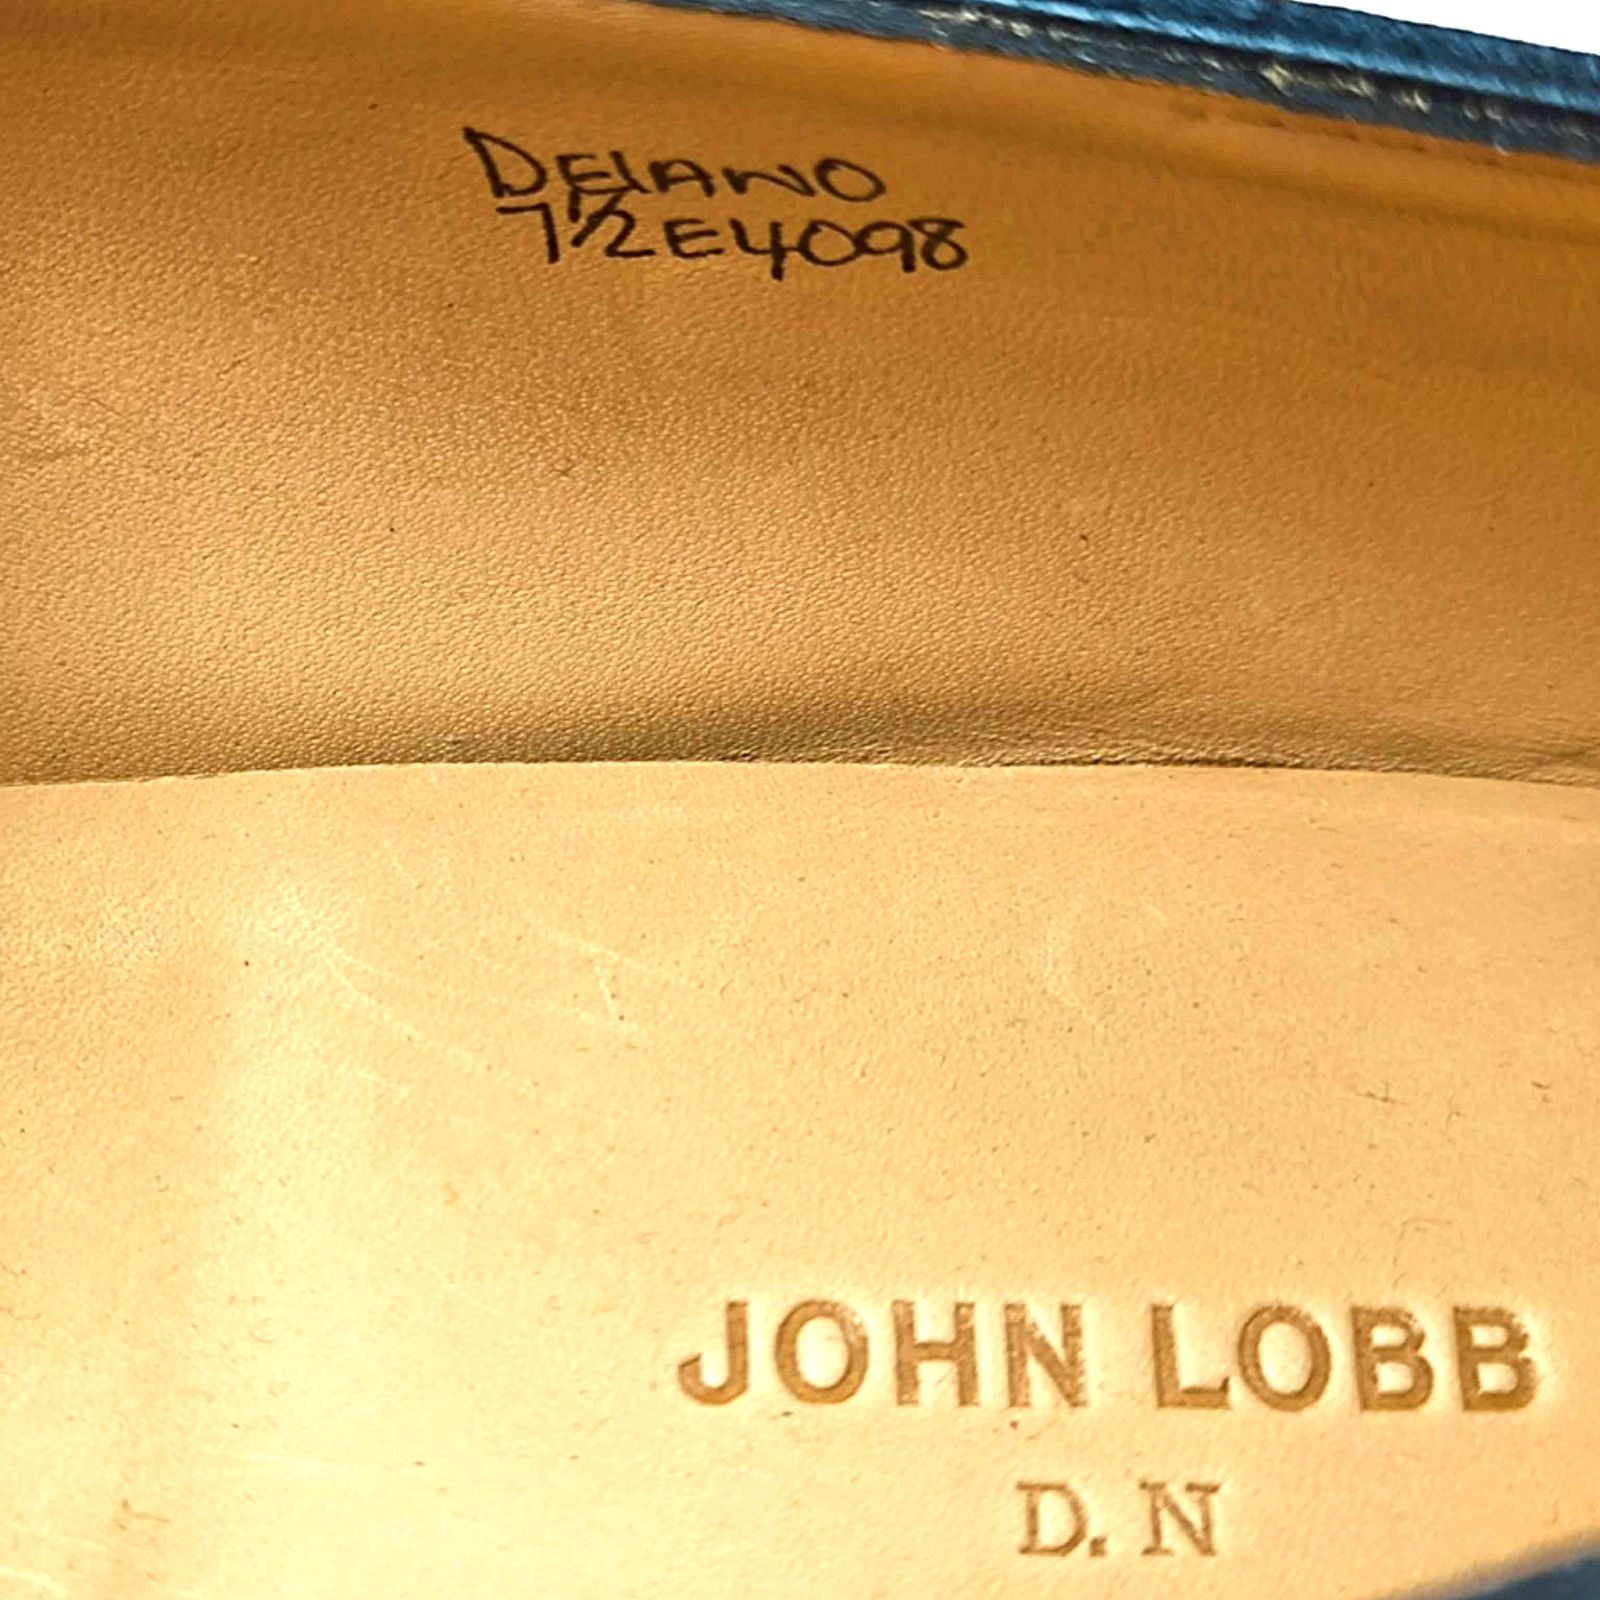 DElANO
7½E4098
JOHN LOBB
D.N